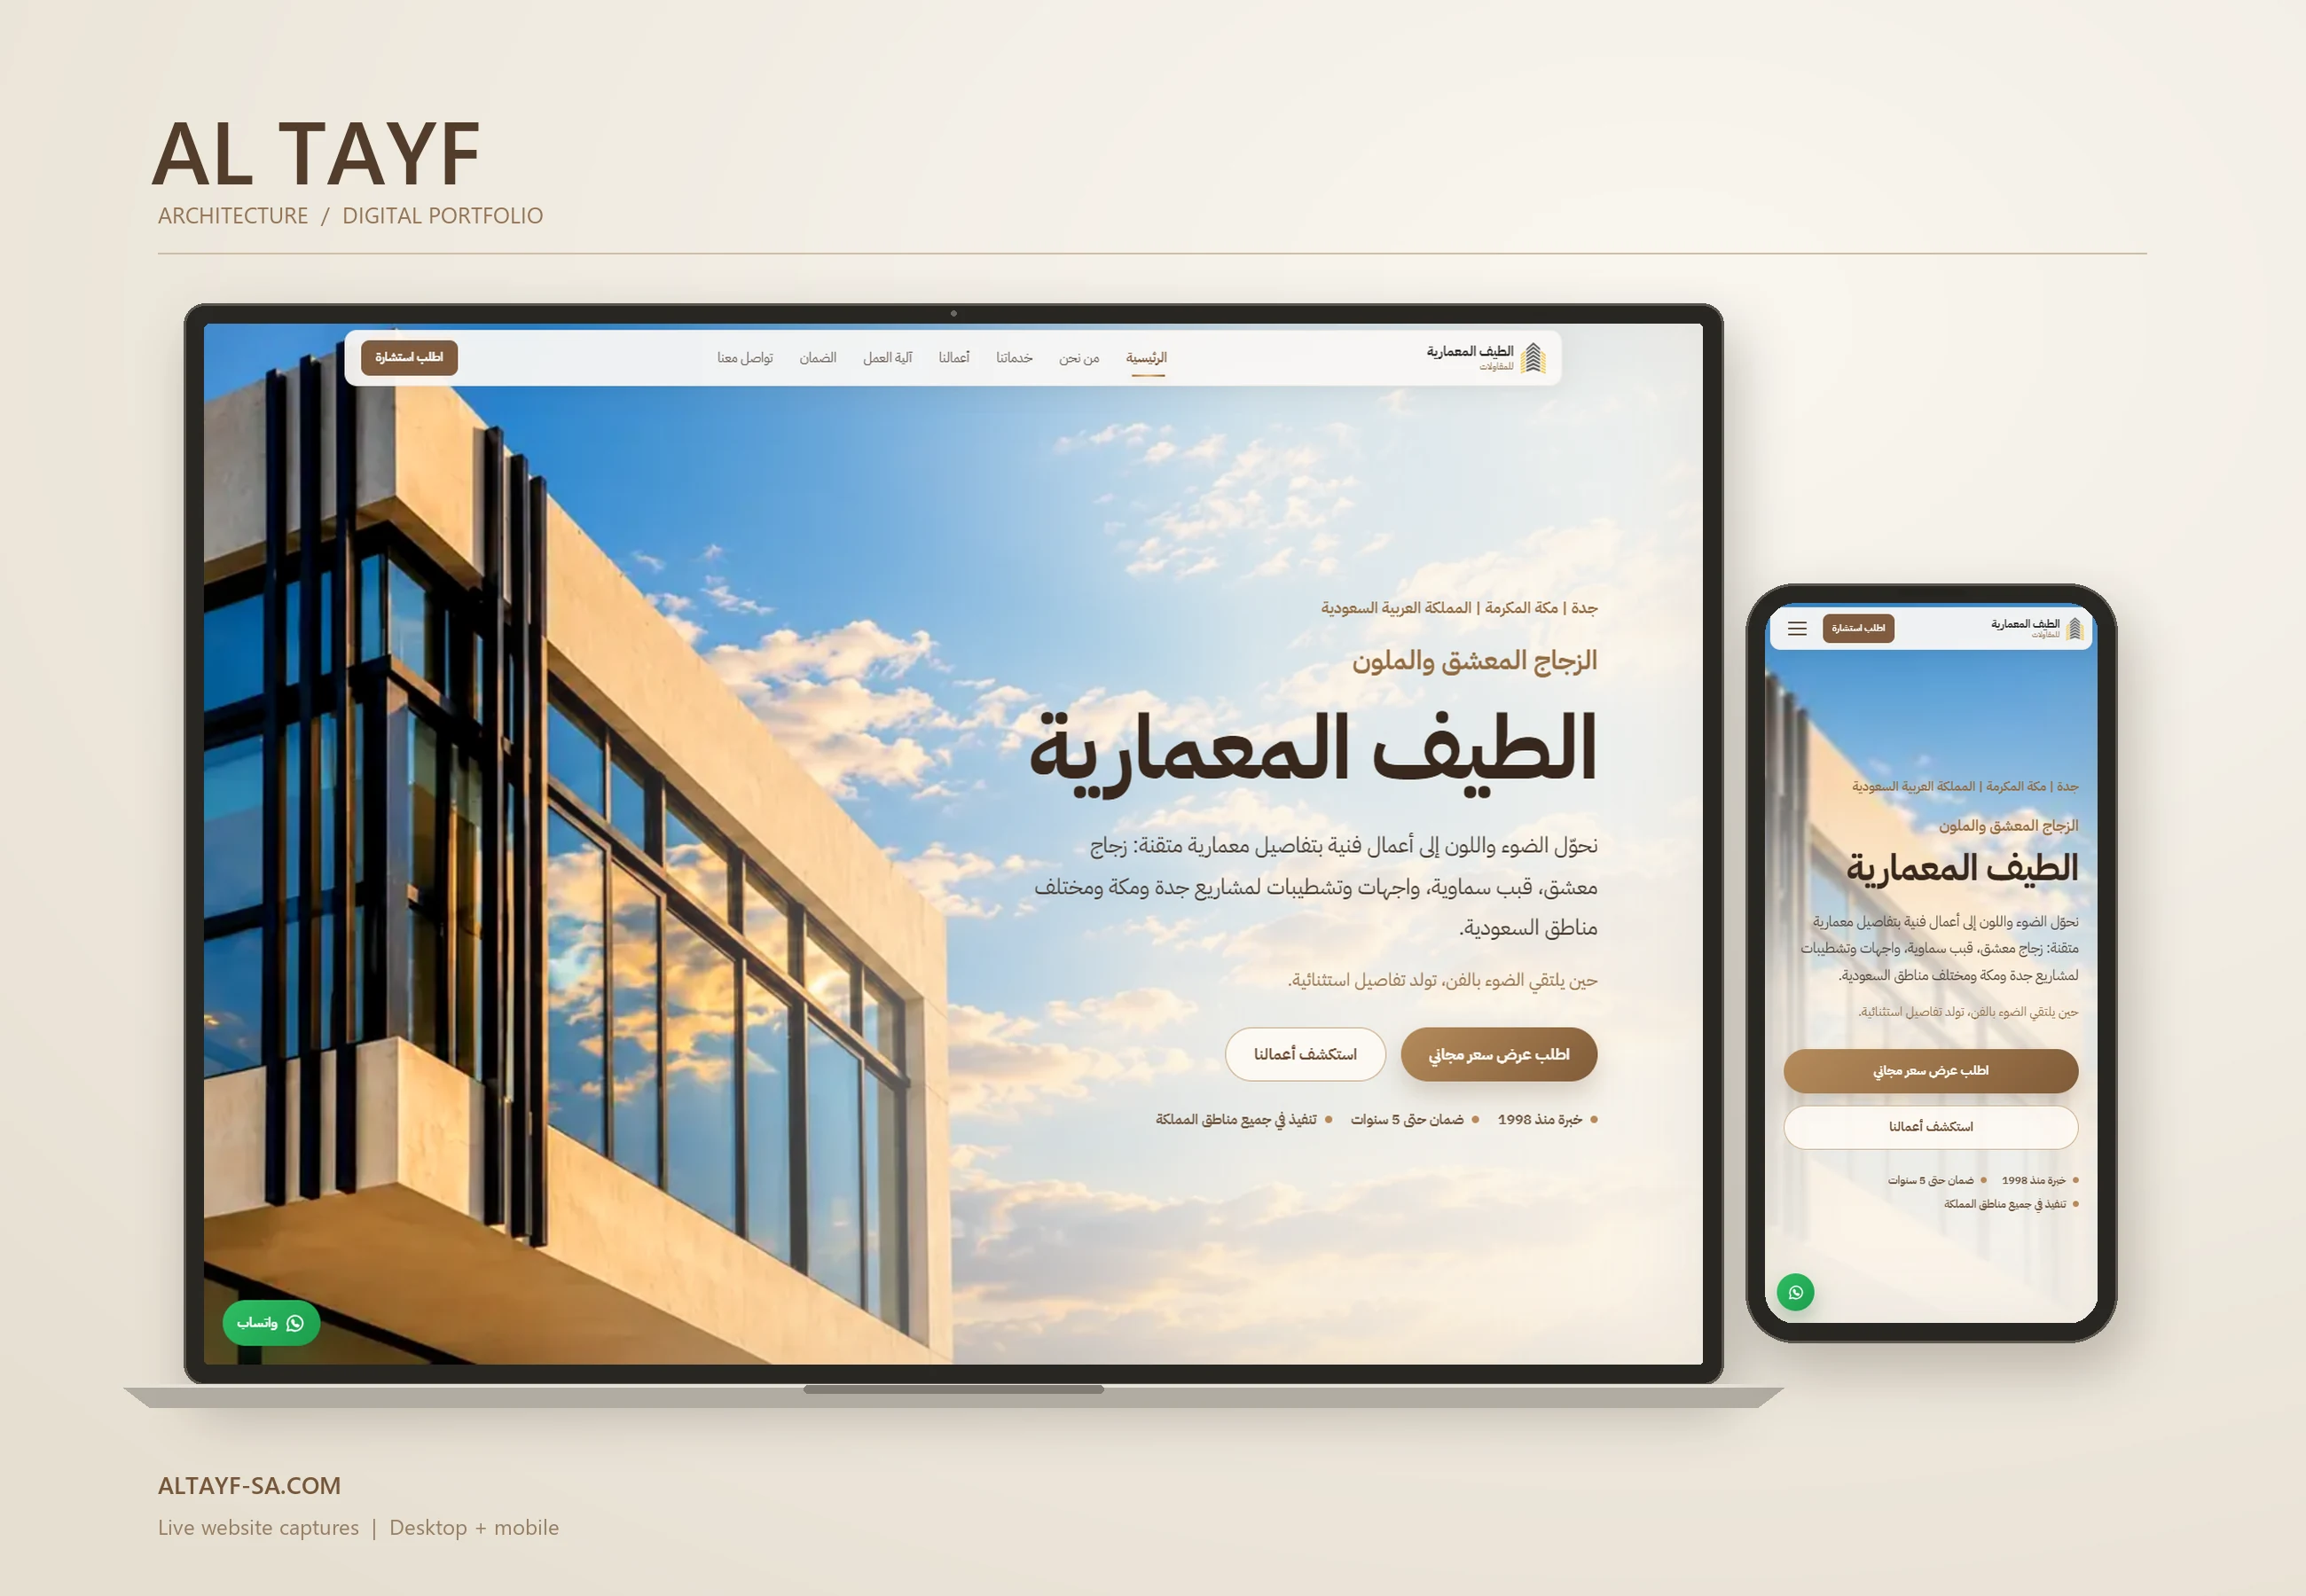 AL TAYF
ARCHITECTURE / DIGITAL PORTFOLIO
الطيف المعمارية
للمقاولات
الرئيسية
من نحن
خدماتنا
أعمالنا
آلية العمل
الضمان
تواصل معنا
اطلب استشارة
جدة | مكة المكرمة | المملكة العربية السعودية
الزجاج المعشق والملون
الطيف المعمارية
نحوّل الضوء واللون إلى أعمال فنية بتفاصيل معمارية متقنة: زجاج
معشق، قبب سماوية، واجهات وتشطيبات لمشاريع جدة ومكة ومختلف
مناطق السعودية.
حين يلتقي الضوء بالفن، تولد تفاصيل استثنائية.
اطلب عرض سعر مجاني
استكشف أعمالنا
خبرة منذ 1998
ضمان حتى 5 سنوات
تنفيذ في جميع مناطق المملكة
واتساب
الطيف المعمارية
للمقاولات
اطلب استشارة
جدة | مكة المكرمة | المملكة العربية السعودية
الزجاج المعشق والملون
الطيف المعمارية
نحوّل الضوء واللون إلى أعمال فنية بتفاصيل معمارية
متقنة: زجاج معشق، قبب سماوية، واجهات وتشطيبات
لمشاريع جدة ومكة ومختلف مناطق السعودية.
حين يلتقي الضوء بالفن، تولد تفاصيل استثنائية.
اطلب عرض سعر مجاني
استكشف أعمالنا
خبرة منذ 1998
ضمان حتى 5 سنوات
تنفيذ في جميع مناطق المملكة
ALTAYF-SA.COM
Live website captures | Desktop + mobile